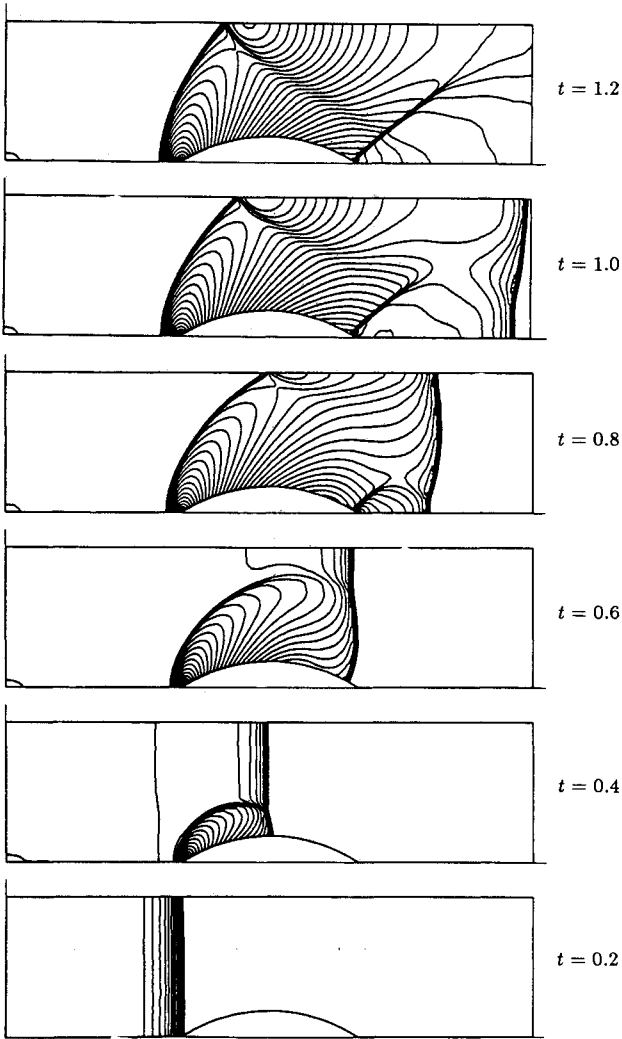 t = 1.2
t = 1.0
t = 0.8
t = 0.6
t = 0.4
t = 0.2